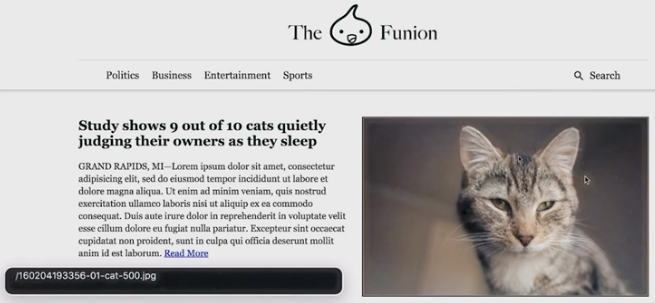 The Funion
Politics Business Entertainment Sports Search
Study shows 9 out of 10 cats quietly
judging their owners as they sleep
GRAND RAPIDS, MI—Lorem ipsum dolor sit amet, consectetur
adipisicing elit, sed do eiusmod tempor incididunt ut labore et
dolore magna aliqua. Ut enim ad minim veniam, quis nostrud
exercitation ullamco laboris nisi ut aliquip ex ea commodo
consequat. Duis aute irure dolor in reprehenderit in voluptate velit
esse cillum dolore eu fugiat nulla pariatur. Excepteur sint occaecat
cupidatat non proident, sunt in culpa qui officia deserunt mollit
anim id est laborum. Read More
/160204193356-01-cat-500.jpg